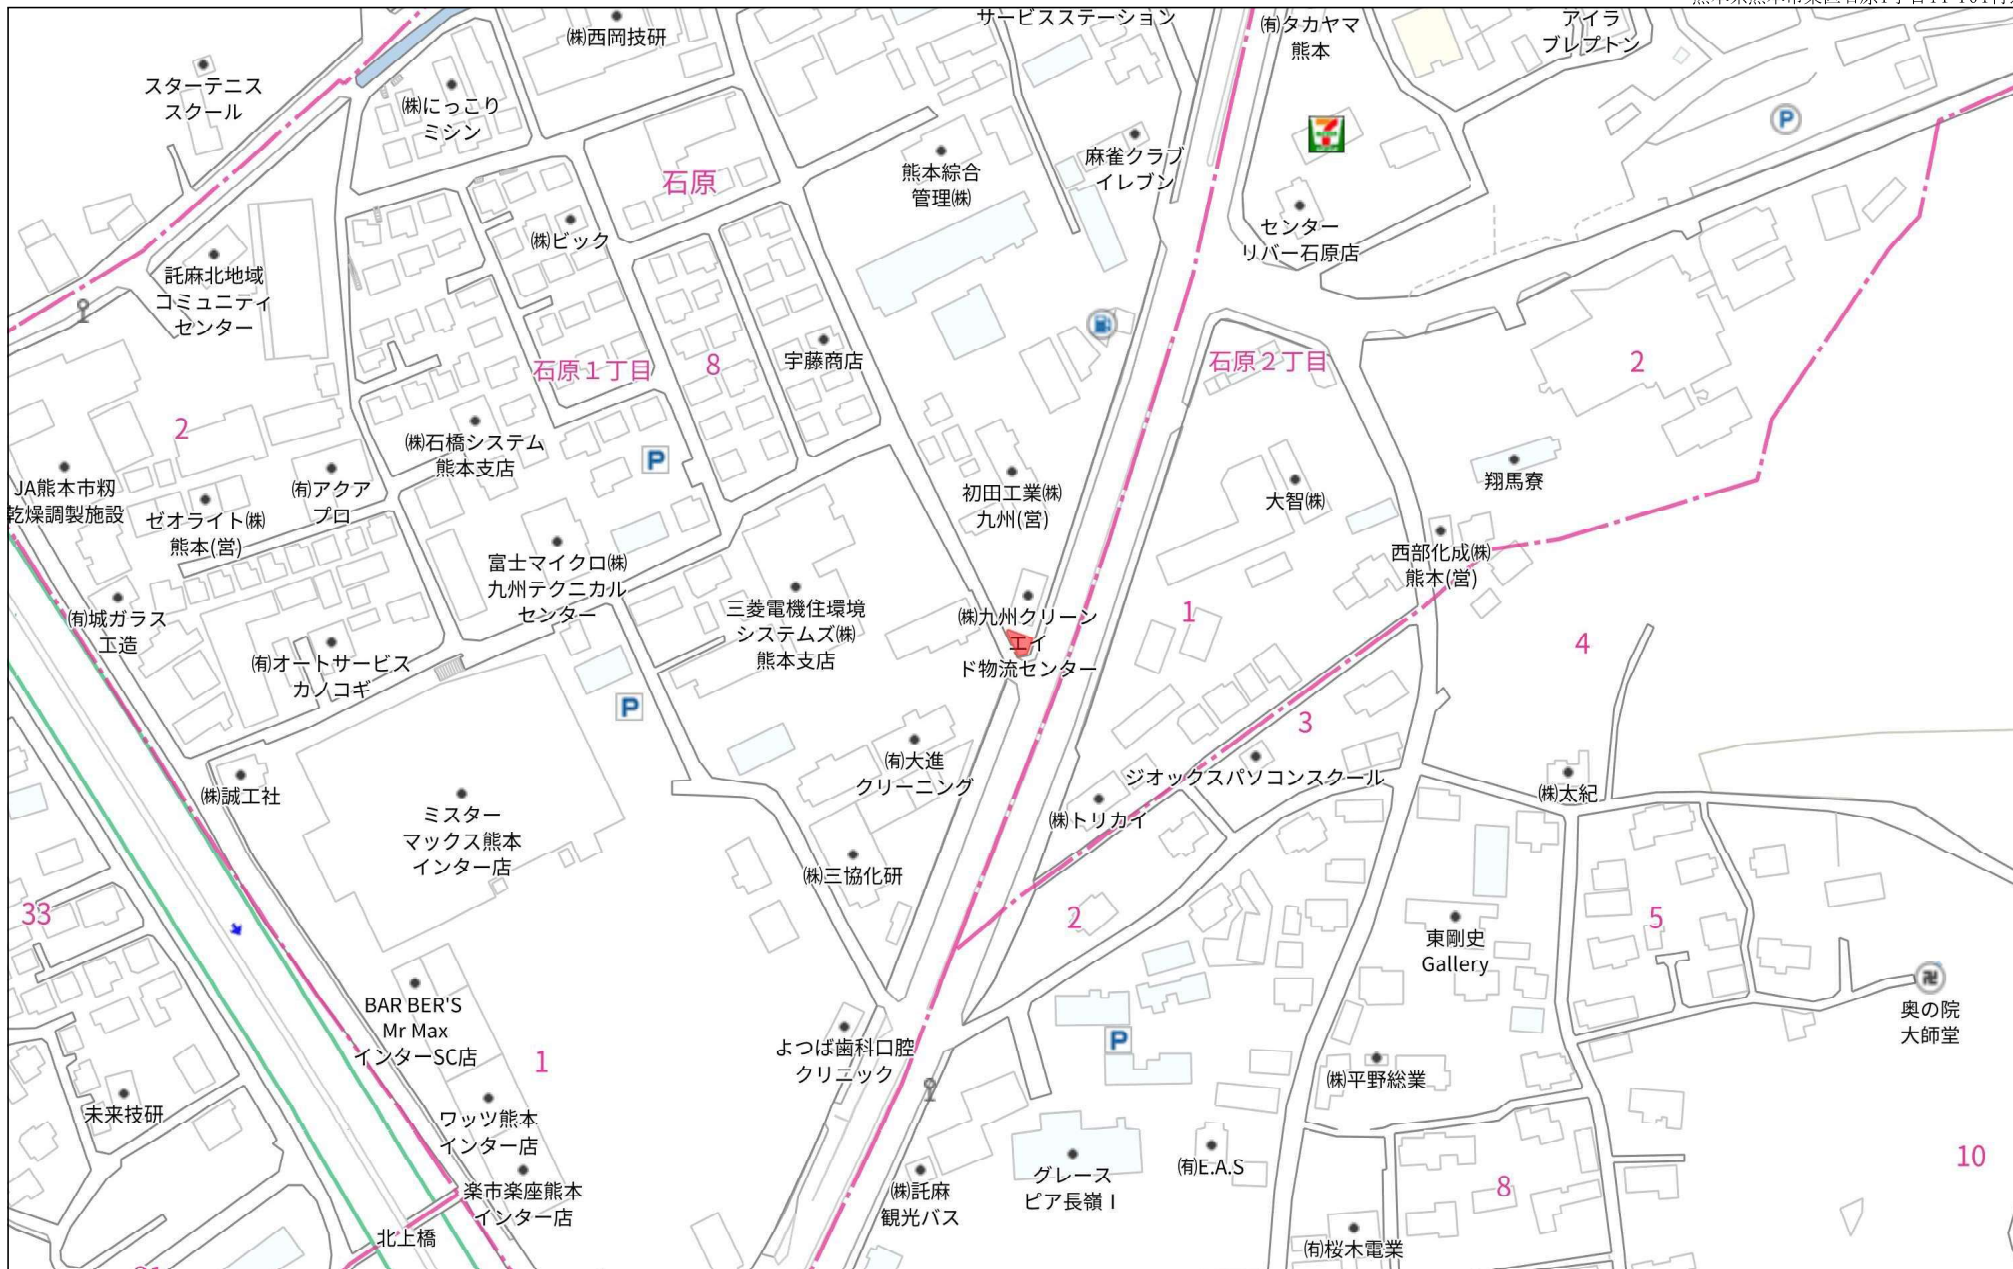 サービスステーション
㈲タカヤマ
熊本
アイラ
ブレプトン
㈱西岡技研
スターテニス
スクール
㈱にっこり
ミシン
P
熊本綜合
管理㈱
麻雀クラブ
イレブン
7
石原
㈱ビック
センター
リバー石原店
託麻北地域
コミュニティ
センター
宇藤商店
石原1丁目
8
石原2丁目
2
2
㈱石橋システム
熊本支店
P
JA熊本市籾
乾燥調製施設
㈲アクア
プロ
ゼオライト㈱
熊本(営)
初田工業㈱
九州(営)
大智㈱
翔馬寮
西部化成㈱
熊本(営)
富士マイクロ㈱
九州テクニカル
センター
三菱電機住環境
システムズ㈱
熊本支店
㈱九州クリーン
エイ
ド物流センター
1
4
㈲城ガラス
工造
㈲オートサービス
カノコギ
P
3
㈲大進
クリーニング
ジオックスパソコンスクール
㈱太紀
㈱誠工社
ミスター
マックス熊本
インター店
㈱トリカイ
㈱三協化研
33
2
5
東剛史
Gallery
卍
奥の院
大師堂
BAR BER'S
Mr Max
インターSC店
1
よつば歯科口腔
クリニック
P
㈱平野総業
未来技研
ワッツ熊本
インター店
グレース
ピア長嶺Ⅰ
㈲E.A.S
10
8
楽市楽座熊本
インター店
㈱託麻
観光バス
北上橋
㈲桜木電業